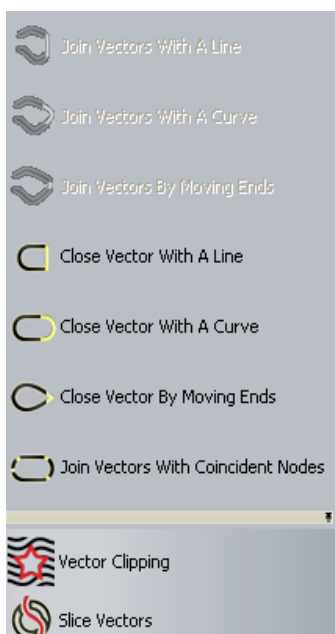 Join Vectors With A Line
Join Vectors With A Curve
Join Vectors By Moving Ends
Close Vector With A Line
Close Vector With A Curve
Close Vector By Moving Ends
Join Vectors With Coincident Nodes
Vector Clipping
Slice Vectors